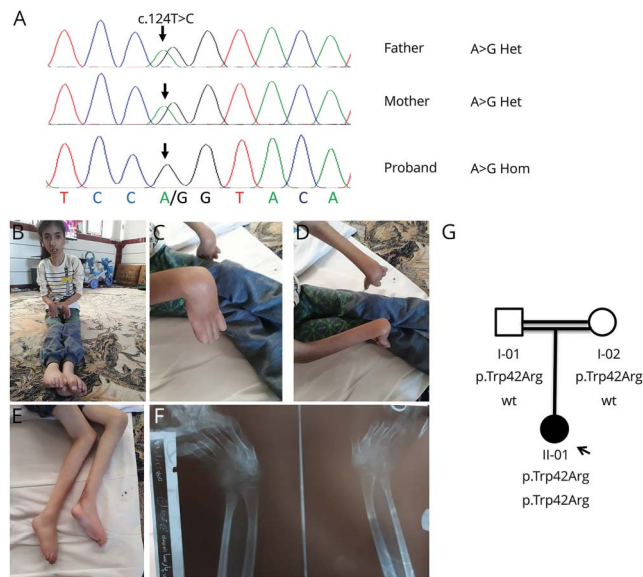 A
c.124T>C
Father A>G Het
Mother A>G Het
Proband A>G Hom
T C C A/G G T A C A
B
C
D
G
I-01 I-02
p.Trp42Arg p.Trp42Arg
wt wt
E
F
II-01
p.Trp42Arg
p.Trp42Arg